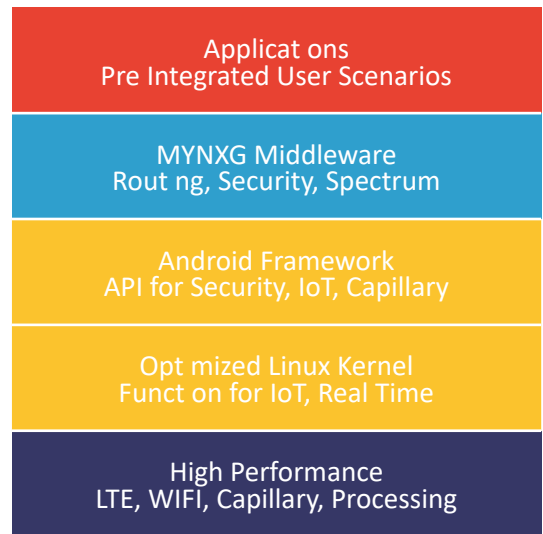 Applicat ons
Pre Integrated User Scenarios
MYNXG Middleware
Rout ng, Security, Spectrum
Android Framework
API for Security, IoT, Capillary
Opt mized Linux Kernel
Funct on for IoT, Real Time
High Performance
LTE, WIFI, Capillary, Processing